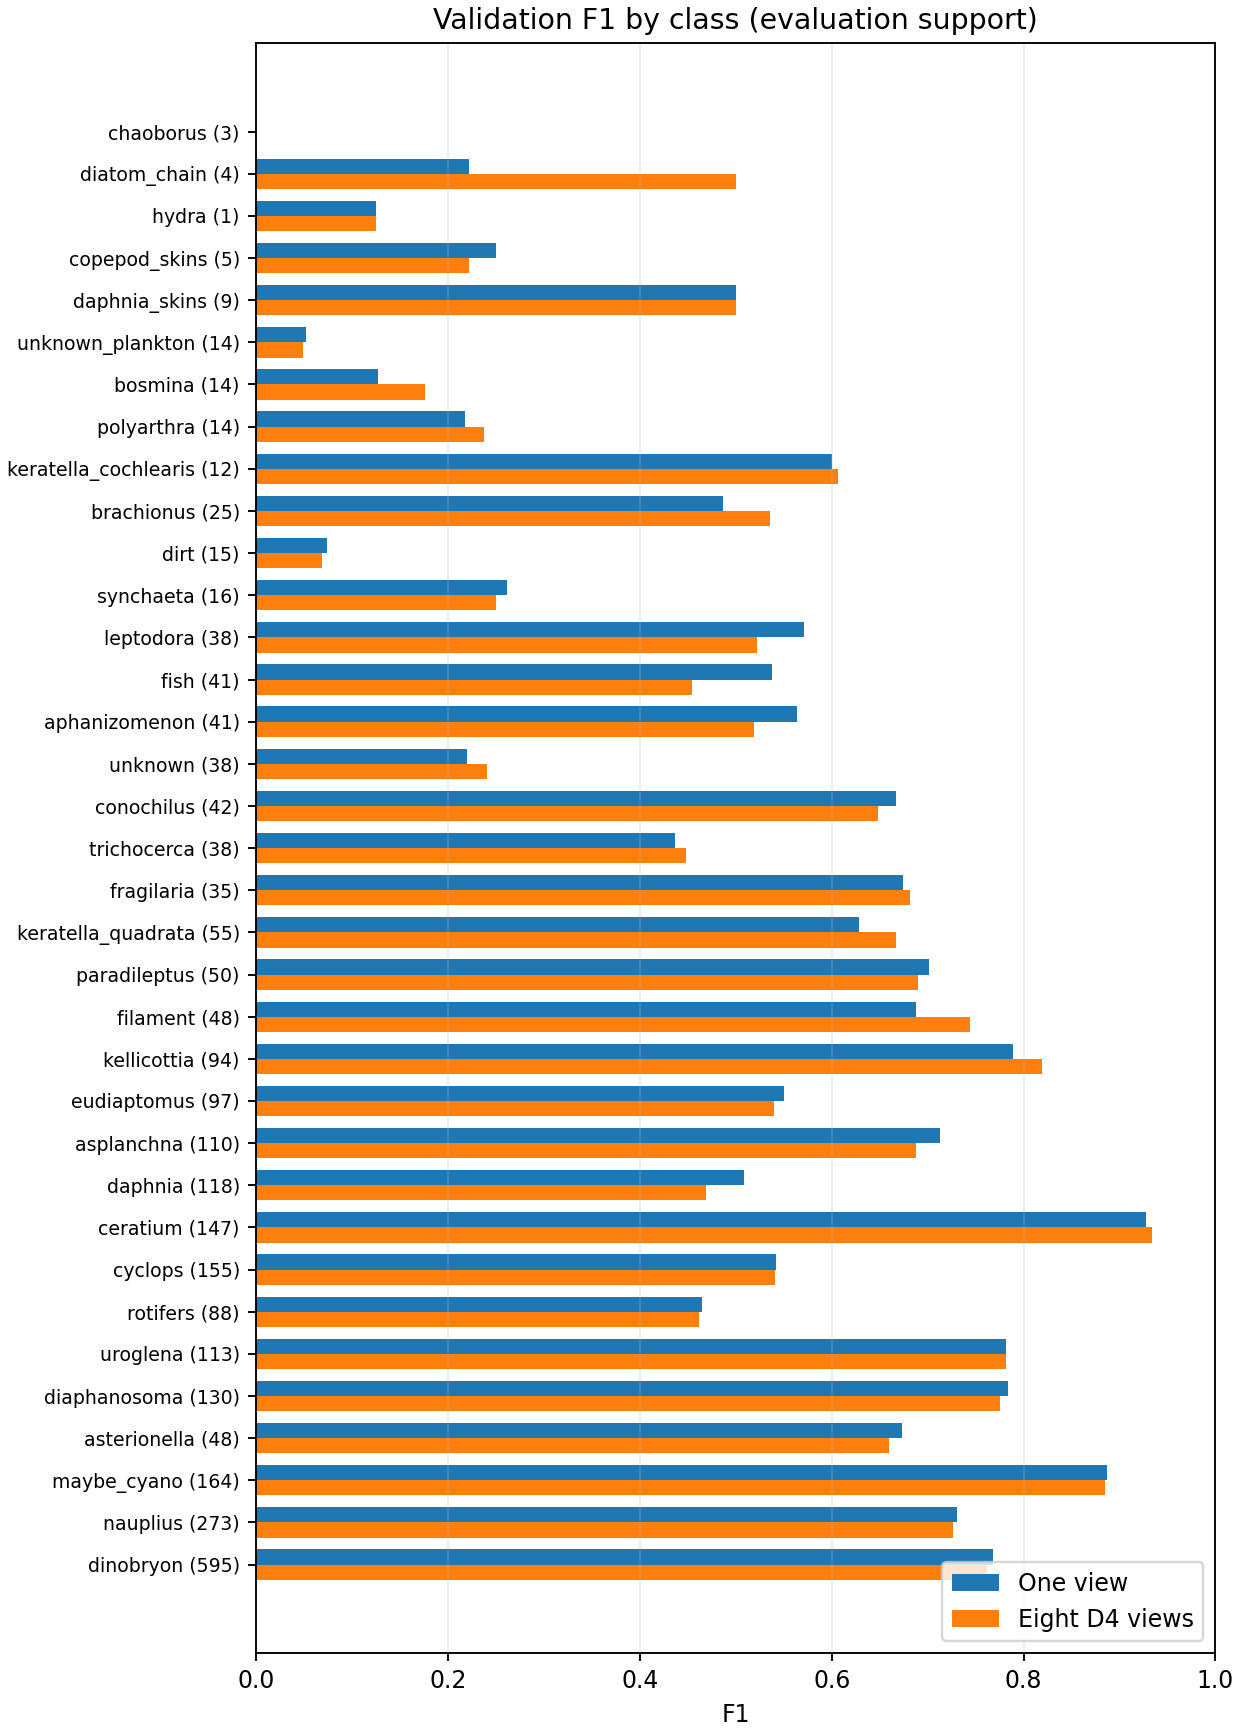 Validation F1 by class (evaluation support)
chaoborus (3)
diatom_chain (4)
hydra (1)
copepod_skins (5)
daphnia_skins (9)
unknown_plankton (14)
bosmina (14)
polyarthra (14)
keratella_cochlearis (12)
brachionus (25)
dirt (15)
synchaeta (16)
leptodora (38)
fish (41)
aphanizomenon (41)
unknown (38)
conochilus (42)
trichocerca (38)
fragilaria (35)
keratella_quadrata (55)
paradileptus (50)
filament (48)
kellicottia (94)
eudiaptomus (97)
asplanchna (110)
daphnia (118)
ceratium (147)
cyclops (155)
rotifers (88)
uroglena (113)
diaphanosoma (130)
asterionella (48)
maybe_cyano (164)
nauplius (273)
dinobryon (595)
One view
Eight D4 views
0.0 0.2 0.4 0.6 0.8 1.0
F1